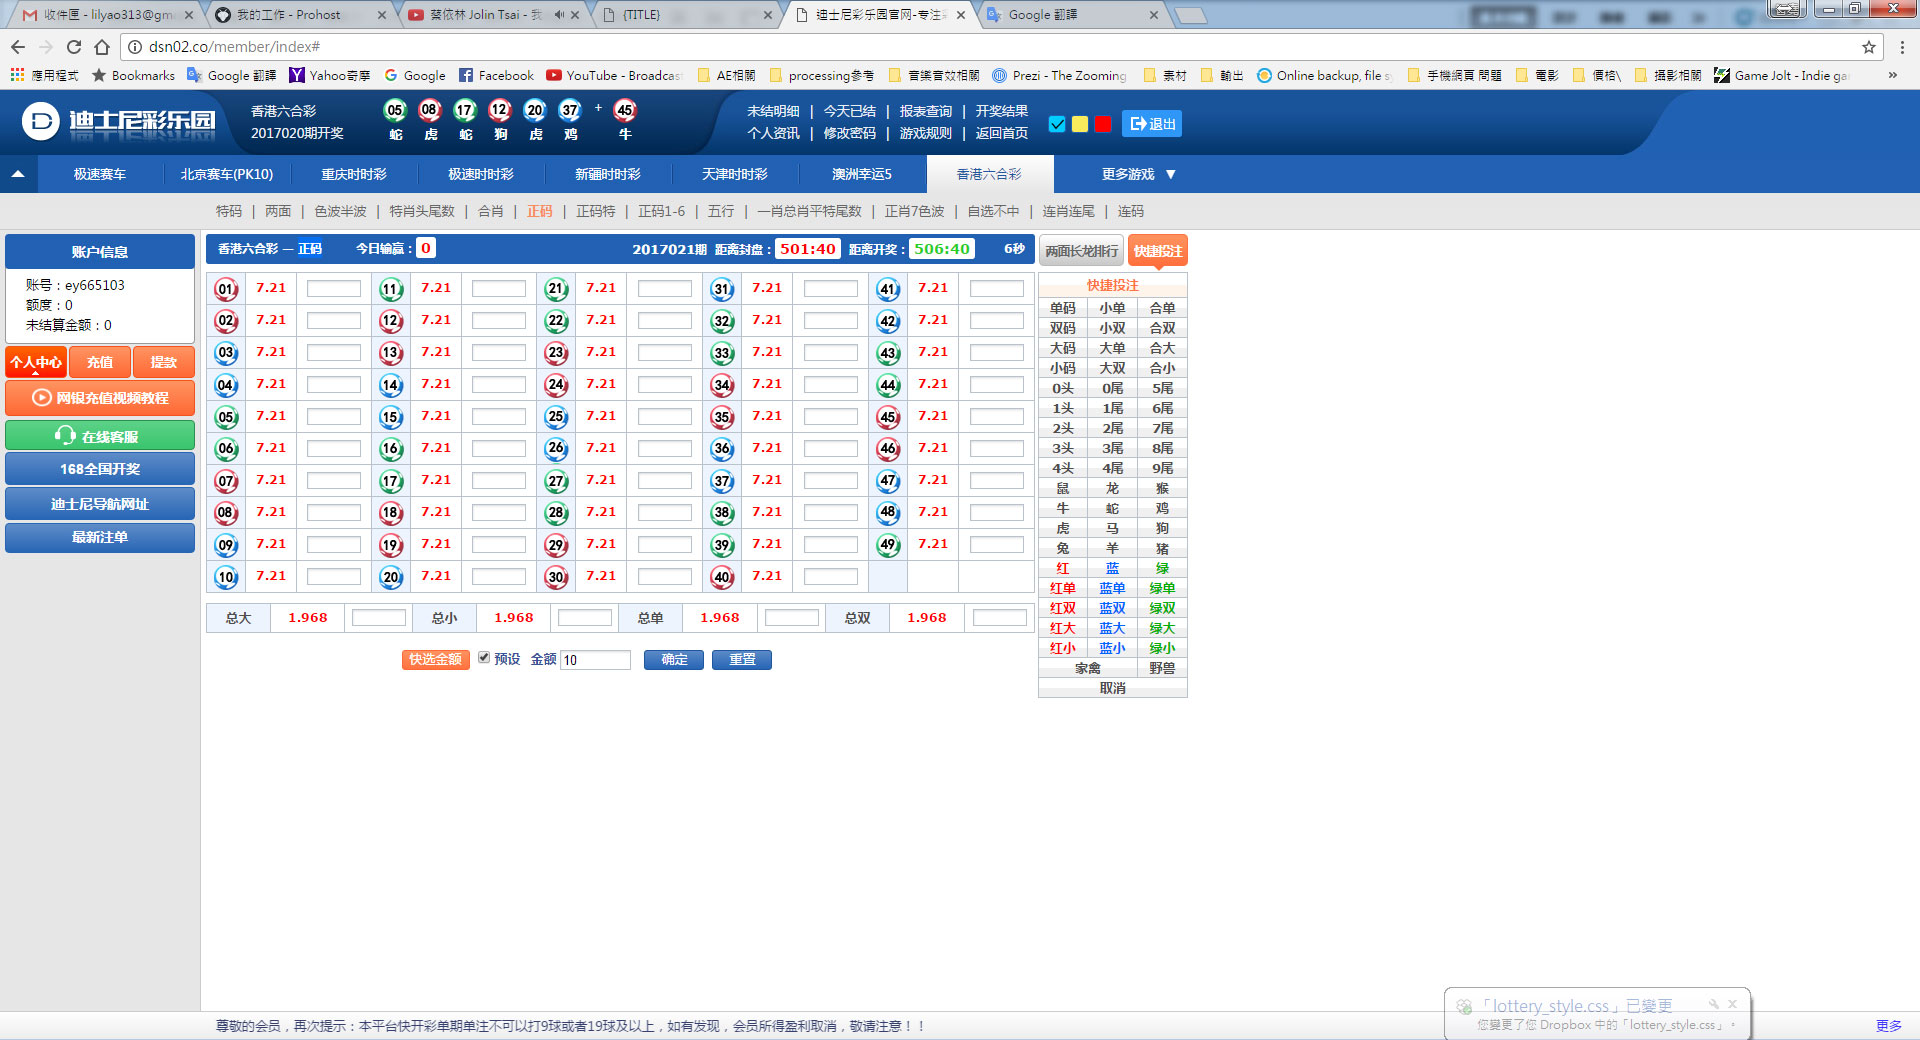 收件匣 - lilyao313@gm
我的工作 - Prohost
蔡依林 Jolin Tsai - 我
{TITLE}
迪士尼彩乐园官网-专注
Google 翻譯
dsn02.co/member/index#
應用程式 Bookmarks Google 翻譯 Yahoo奇摩 Google Facebook YouTube - Broadcas AE相關 processing參考 音樂音效相關 Prezi - The Zooming 素材 輸出 Online backup, file s 手機網頁 問題 電影 價格\ 攝影相關 Game Jolt - Indie ga »
D 迪士尼彩乐园
香港六合彩
2017020期开奖
05 08 17 12 20 37 + 45
蛇 虎 蛇 狗 虎 鸡 牛
未结明细 | 今天已结 | 报表查询 | 开奖结果
个人资讯 | 修改密码 | 游戏规则 | 返回首页
退出
极速赛车 北京赛车(PK10) 重庆时时彩 极速时时彩 新疆时时彩 天津时时彩 澳洲幸运5 香港六合彩 更多游戏 ▼
特码 | 两面 | 色波半波 | 特肖头尾数 | 合肖 | 正码 | 正码特 | 正码1-6 | 五行 | 一肖总肖平特尾数 | 正肖7色波 | 自选不中 | 连肖连尾 | 连码
账户信息
账号：ey665103
额度：0
未结算金额：0
个人中心 充值 提款
网银充值视频教程
在线客服
168全国开奖
迪士尼导航网址
最新注单
香港六合彩 — 正码 今日输赢：0 2017021期 距离封盘：501:40 距离开奖：506:40 6秒
01 7.21 11 7.21 21 7.21 31 7.21 41 7.21
02 7.21 12 7.21 22 7.21 32 7.21 42 7.21
03 7.21 13 7.21 23 7.21 33 7.21 43 7.21
04 7.21 14 7.21 24 7.21 34 7.21 44 7.21
05 7.21 15 7.21 25 7.21 35 7.21 45 7.21
06 7.21 16 7.21 26 7.21 36 7.21 46 7.21
07 7.21 17 7.21 27 7.21 37 7.21 47 7.21
08 7.21 18 7.21 28 7.21 38 7.21 48 7.21
09 7.21 19 7.21 29 7.21 39 7.21 49 7.21
10 7.21 20 7.21 30 7.21 40 7.21
总大 1.968 总小 1.968 总单 1.968 总双 1.968
快选金额 预设 金额 10 确定 重置
两面长龙排行 快捷投注
快捷投注
单码 小单 合单
双码 小双 合双
大码 大单 合大
小码 大双 合小
0头 0尾 5尾
1头 1尾 6尾
2头 2尾 7尾
3头 3尾 8尾
4头 4尾 9尾
鼠 龙 猴
牛 蛇 鸡
虎 马 狗
兔 羊 猪
红 蓝 绿
红单 蓝单 绿单
红双 蓝双 绿双
红大 蓝大 绿大
红小 蓝小 绿小
家禽 野兽
取消
「lottery_style.css」已變更
您變更了您 Dropbox 中的「lottery_style.css」。
尊敬的会员，再次提示：本平台快开彩单期单注不可以打9球或者19球及以上，如有发现，会员所得盈利取消，敬请注意！！
更多